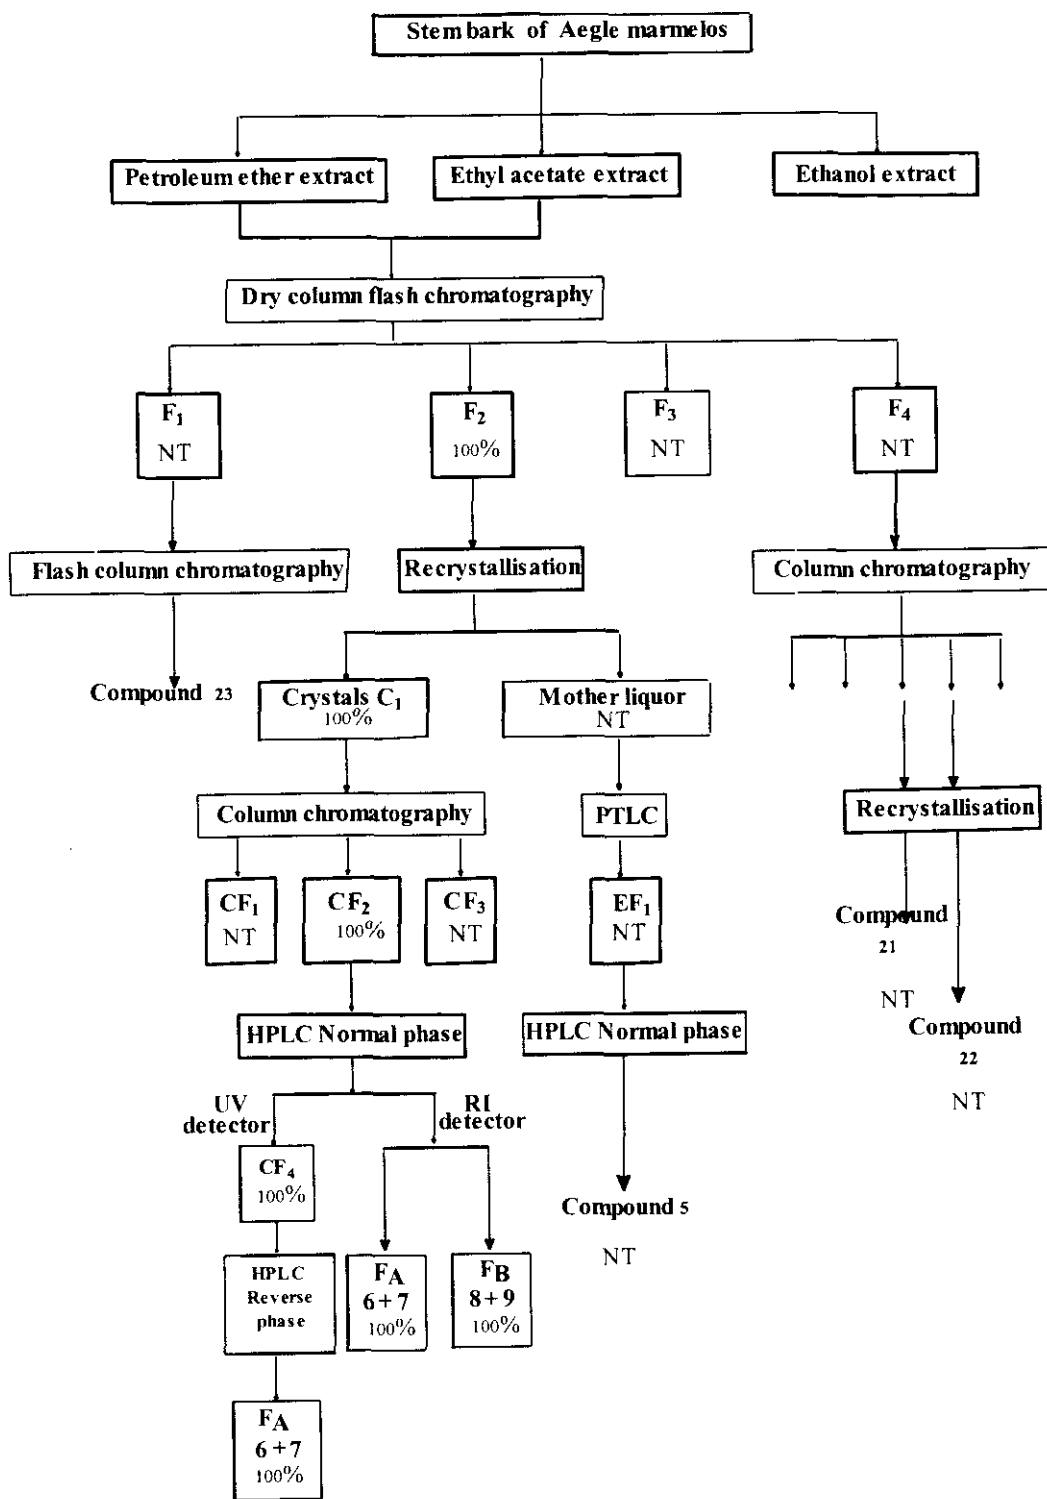 Stembark of Aegle marmelos
Petroleum ether extract
Ethyl acetate extract
Ethanol extract
Dry column flash chromatography
F1
NT
F2
100%
F3
NT
F4
NT
Flash column chromatography
Recrystallisation
Column chromatography
Compound 23
Crystals C1
100%
Mother liquor
NT
Column chromatography
PTLC
Recrystallisation
CF1
NT
CF2
100%
CF3
NT
EF1
NT
Compound
21
NT
HPLC Normal phase
HPLC Normal phase
Compound
22
NT
UV
detector
RI
detector
CF4
100%
Compound 5
NT
HPLC
Reverse
phase
FA
6+7
100%
FB
8+9
100%
FA
6+7
100%